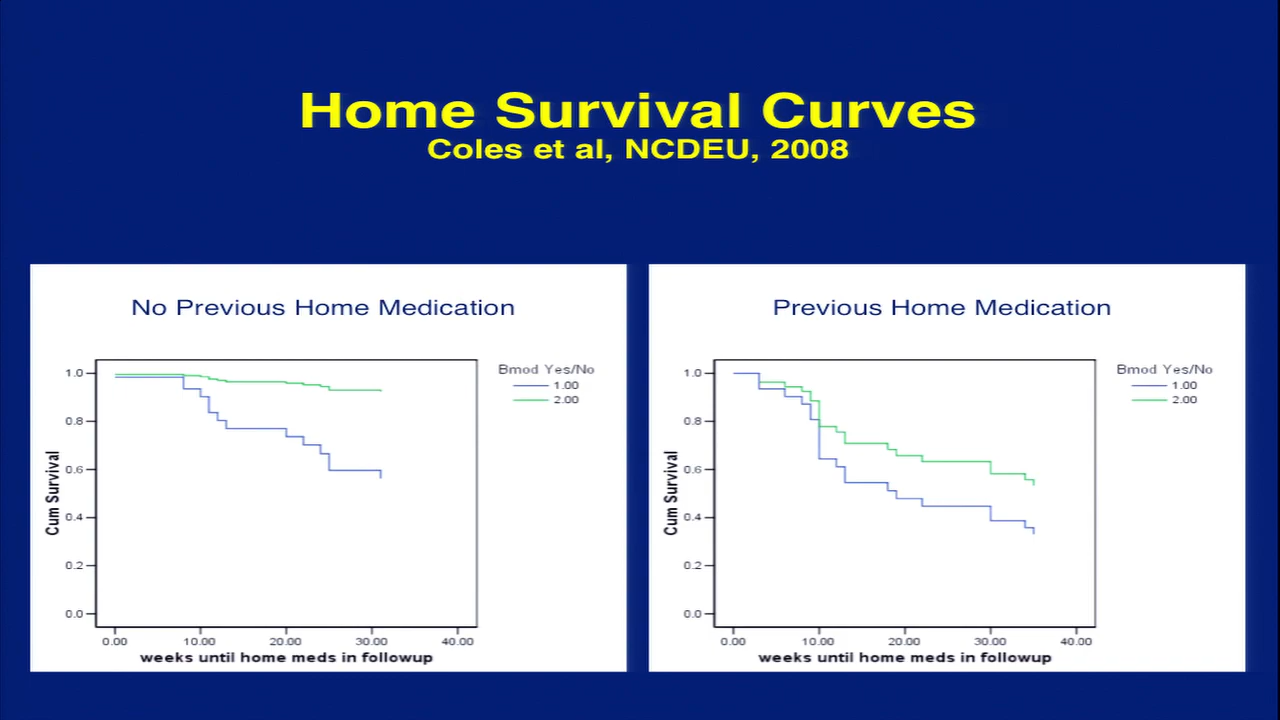 Home Survival Curves
Coles et al, NCDEU, 2008
No Previous Home Medication
Cum Survival
1.0
0.8
0.6
0.4
0.2
0.0
0.00 10.00 20.00 30.00 40.00
weeks until home meds in followup
Bmod Yes/No
1.00
2.00
Previous Home Medication
Cum Survival
1.0
0.8
0.6
0.4
0.2
0.0
0.00 10.00 20.00 30.00 40.00
weeks until home meds in followup
Bmod Yes/No
1.00
2.00